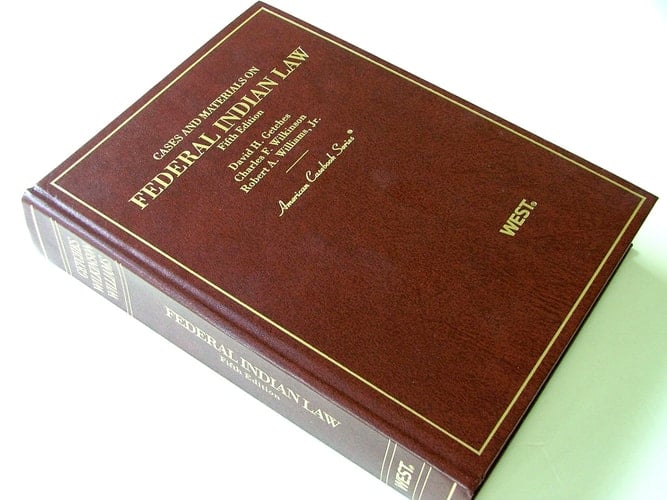 CASES AND MATERIALS ON
FEDERAL INDIAN LAW
Fifth Edition
David H. Getches
Charles F. Wilkinson
Robert A. Williams, Jr.
American Casebook Series®
WEST®
GETCHES
WILKINSON
WILLIAMS
FEDERAL INDIAN LAW
Fifth Edition
WEST®